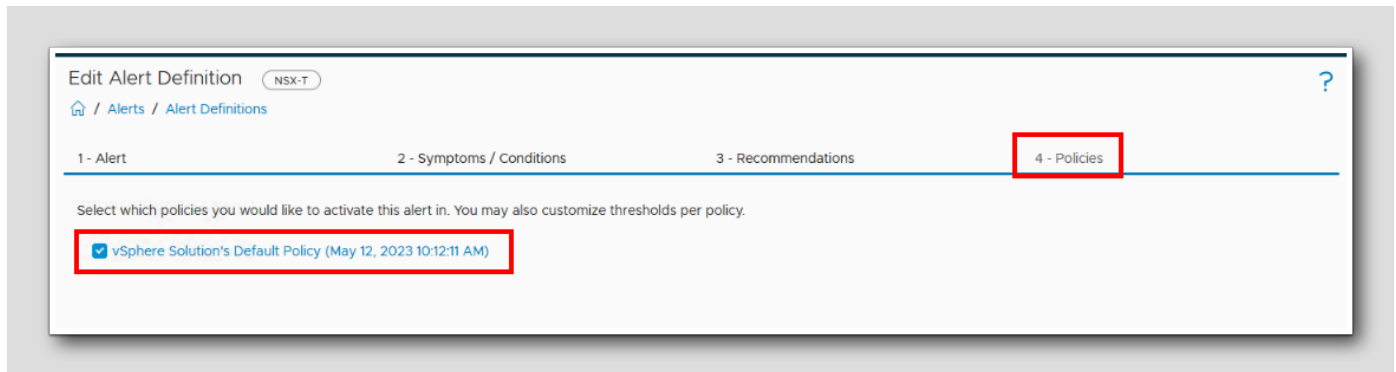 Edit Alert Definition NSX-T ?
/ Alerts / Alert Definitions
1 - Alert 2 - Symptoms / Conditions 3 - Recommendations 4 - Policies
Select which policies you would like to activate this alert in. You may also customize thresholds per policy.
vSphere Solution's Default Policy (May 12, 2023 10:12:11 AM)